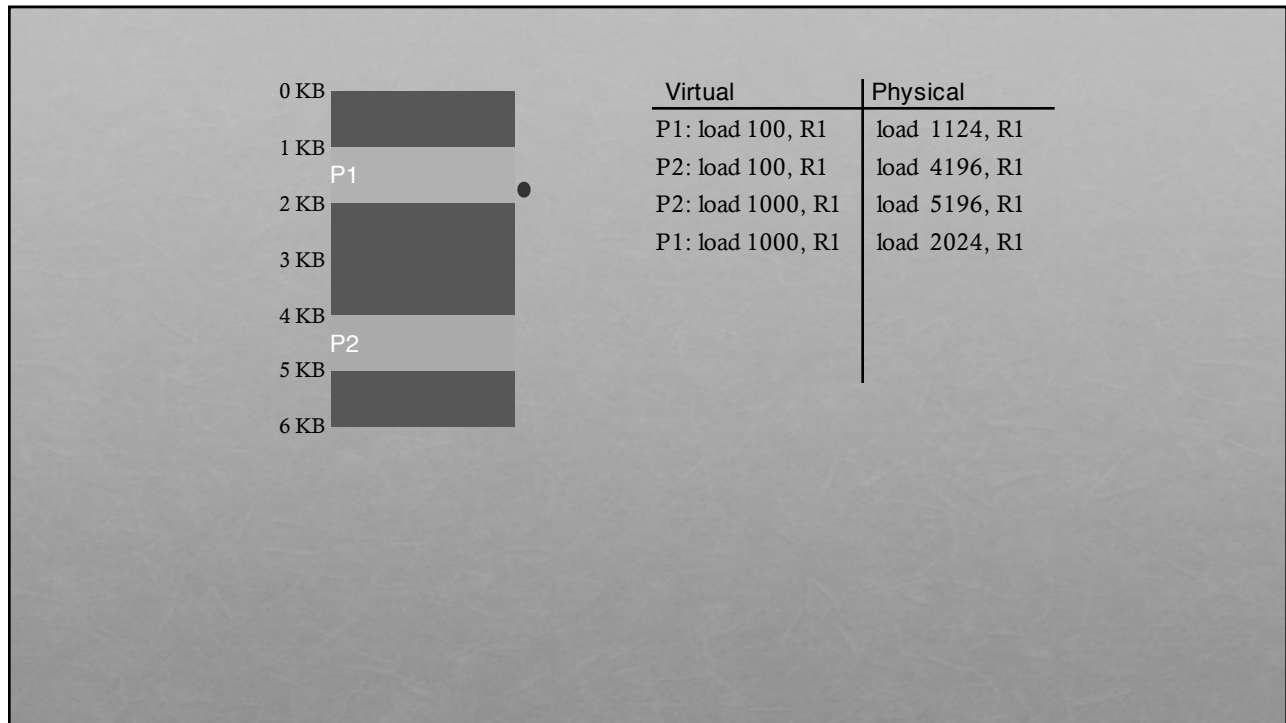 0 KB
1 KB
P1
2 KB
3 KB
4 KB
P2
5 KB
6 KB
Virtual Physical
P1: load 100, R1 load 1124, R1
P2: load 100, R1 load 4196, R1
P2: load 1000, R1 load 5196, R1
P1: load 1000, R1 load 2024, R1